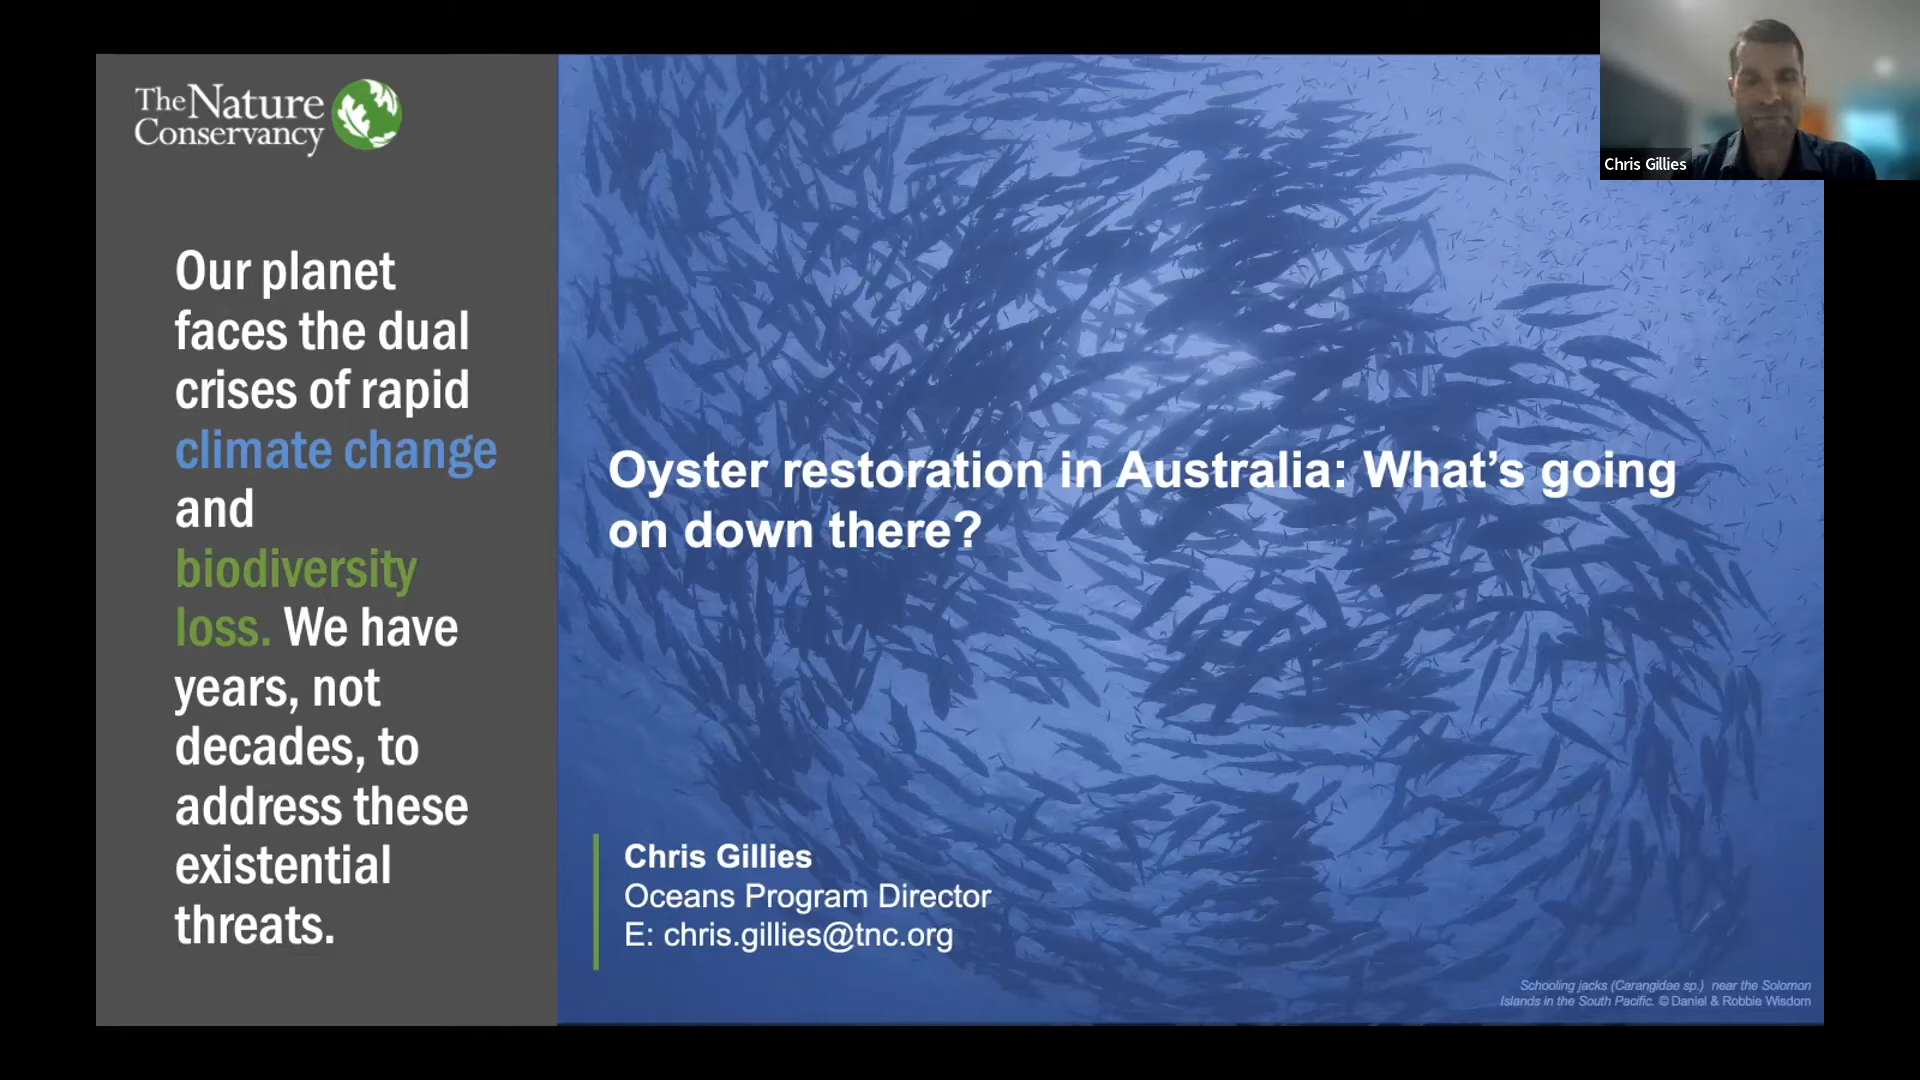 The Nature
Conservancy
Our planet
faces the dual
crises of rapid
climate change
and
biodiversity
loss. We have
years, not
decades, to
address these
existential
threats.
Oyster restoration in Australia: What’s going
on down there?
Chris Gillies
Oceans Program Director
E: chris.gillies@tnc.org
Schooling jacks (Carangidae sp.) near the Solomon
Islands in the South Pacific. © Daniel & Robbie Wisdom
Chris Gillies